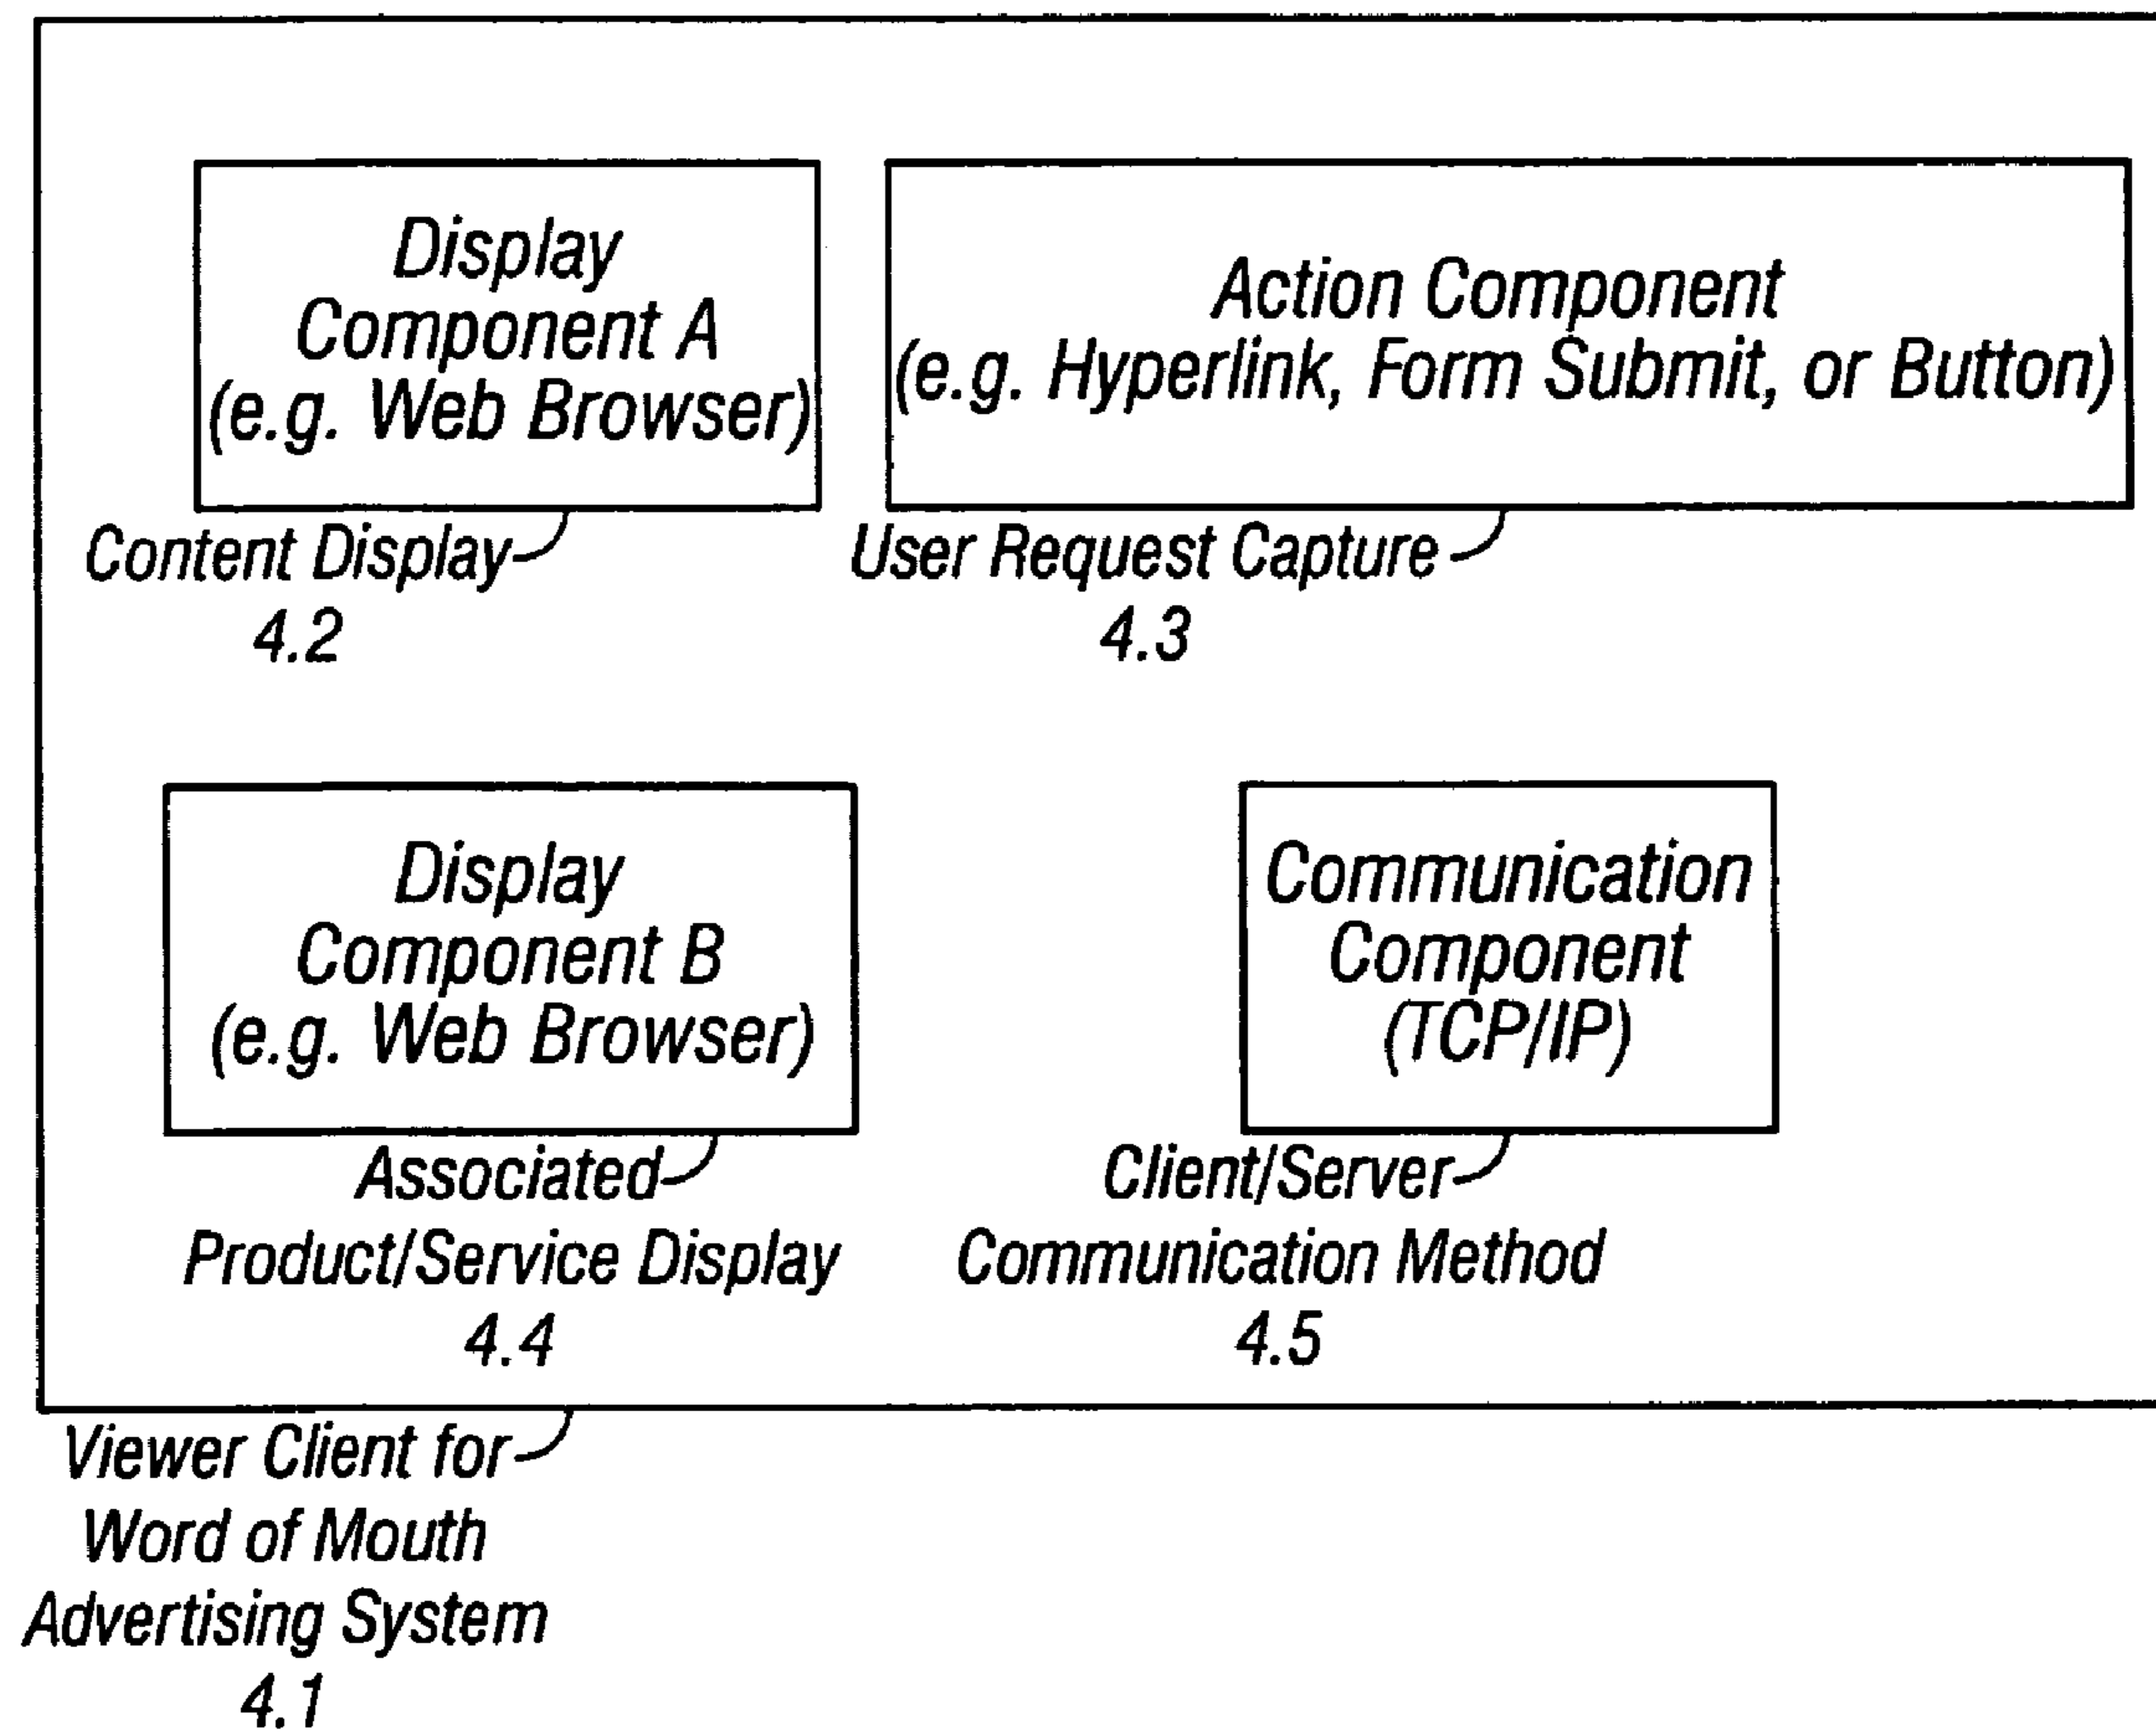 Display
Component A
(e.g. Web Browser)
Content Display
4.2
Action Component
(e.g. Hyperlink, Form Submit, or Button)
User Request Capture
4.3
Display
Component B
(e.g. Web Browser)
Associated
Product/Service Display
4.4
Communication
Component
(TCP/IP)
Client/Server
Communication Method
4.5
Viewer Client for
Word of Mouth
Advertising System
4.1